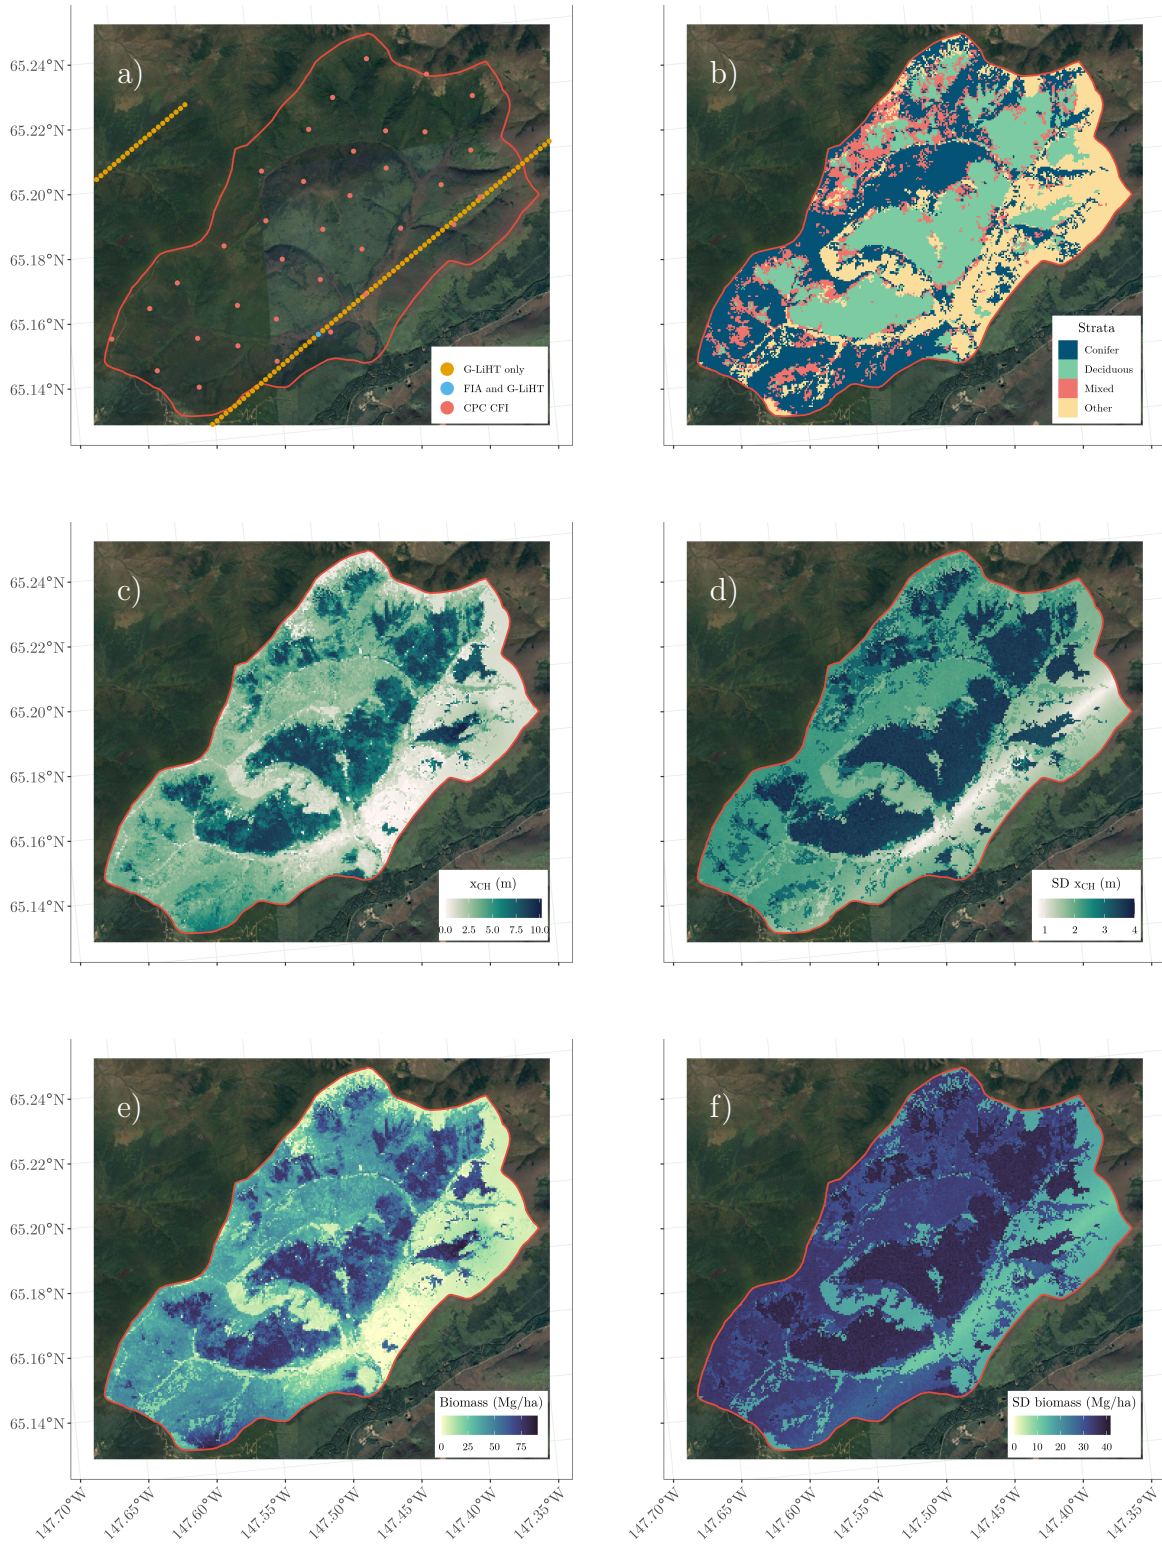 a)
65.24°N
65.22°N
65.20°N
65.18°N
65.16°N
65.14°N
G-LiHT only
FIA and G-LiHT
CPC CFI
b)
Strata
Conifer
Deciduous
Mixed
Other
c)
65.24°N
65.22°N
65.20°N
65.18°N
65.16°N
65.14°N
xCH (m)
0.0 2.5 5.0 7.5 10.0
d)
SD xCH (m)
1 2 3 4
e)
65.24°N
65.22°N
65.20°N
65.18°N
65.16°N
65.14°N
Biomass (Mg/ha)
0 25 50 75
147.70°W 147.65°W 147.60°W 147.55°W 147.50°W 147.45°W 147.40°W 147.35°W
f)
SD biomass (Mg/ha)
0 10 20 30 40
147.70°W 147.65°W 147.60°W 147.55°W 147.50°W 147.45°W 147.40°W 147.35°W